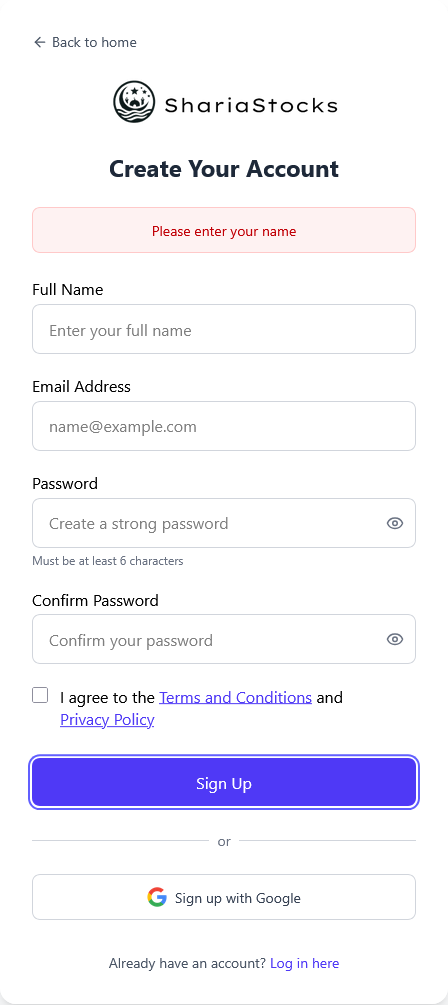 Back to home
ShariaStocks
Create Your Account
Please enter your name
Full Name
Enter your full name
Email Address
name@example.com
Password
Create a strong password
Must be at least 6 characters
Confirm Password
Confirm your password
I agree to the Terms and Conditions and
Privacy Policy
Sign Up
or
Sign up with Google
Already have an account? Log in here